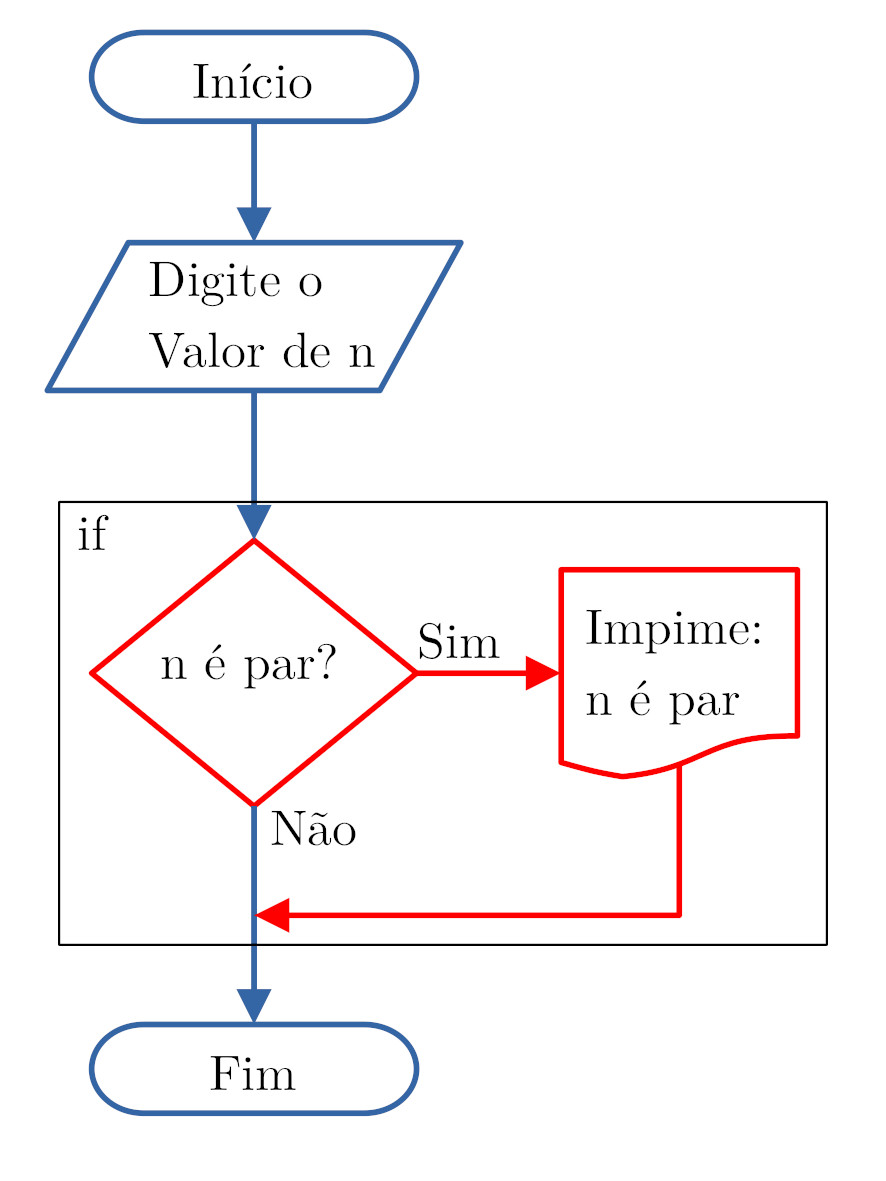 Início
Digite o
Valor de n
if
n é par?
Sim
Impime:
n é par
Não
Fim